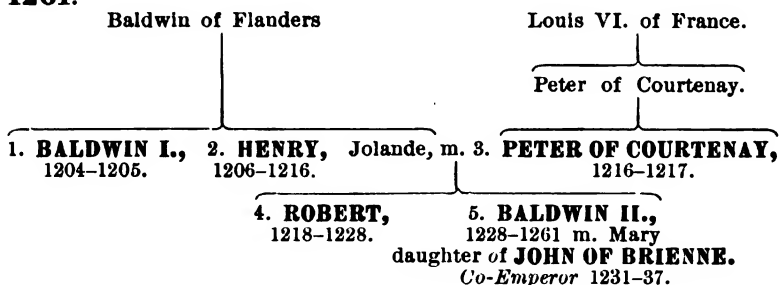 1261.
Baldwin of Flanders Louis VI. of France.
Peter of Courtenay.
1. BALDWIN I., 2. HENRY, Jolande, m. 3. PETER OF COURTENAY,
1204–1205. 1206–1216. 1216–1217.
4. ROBERT, 5. BALDWIN II.,
1218–1228. 1228–1261 m. Mary
daughter of JOHN OF BRIENNE.
Co-Emperor 1231–37.